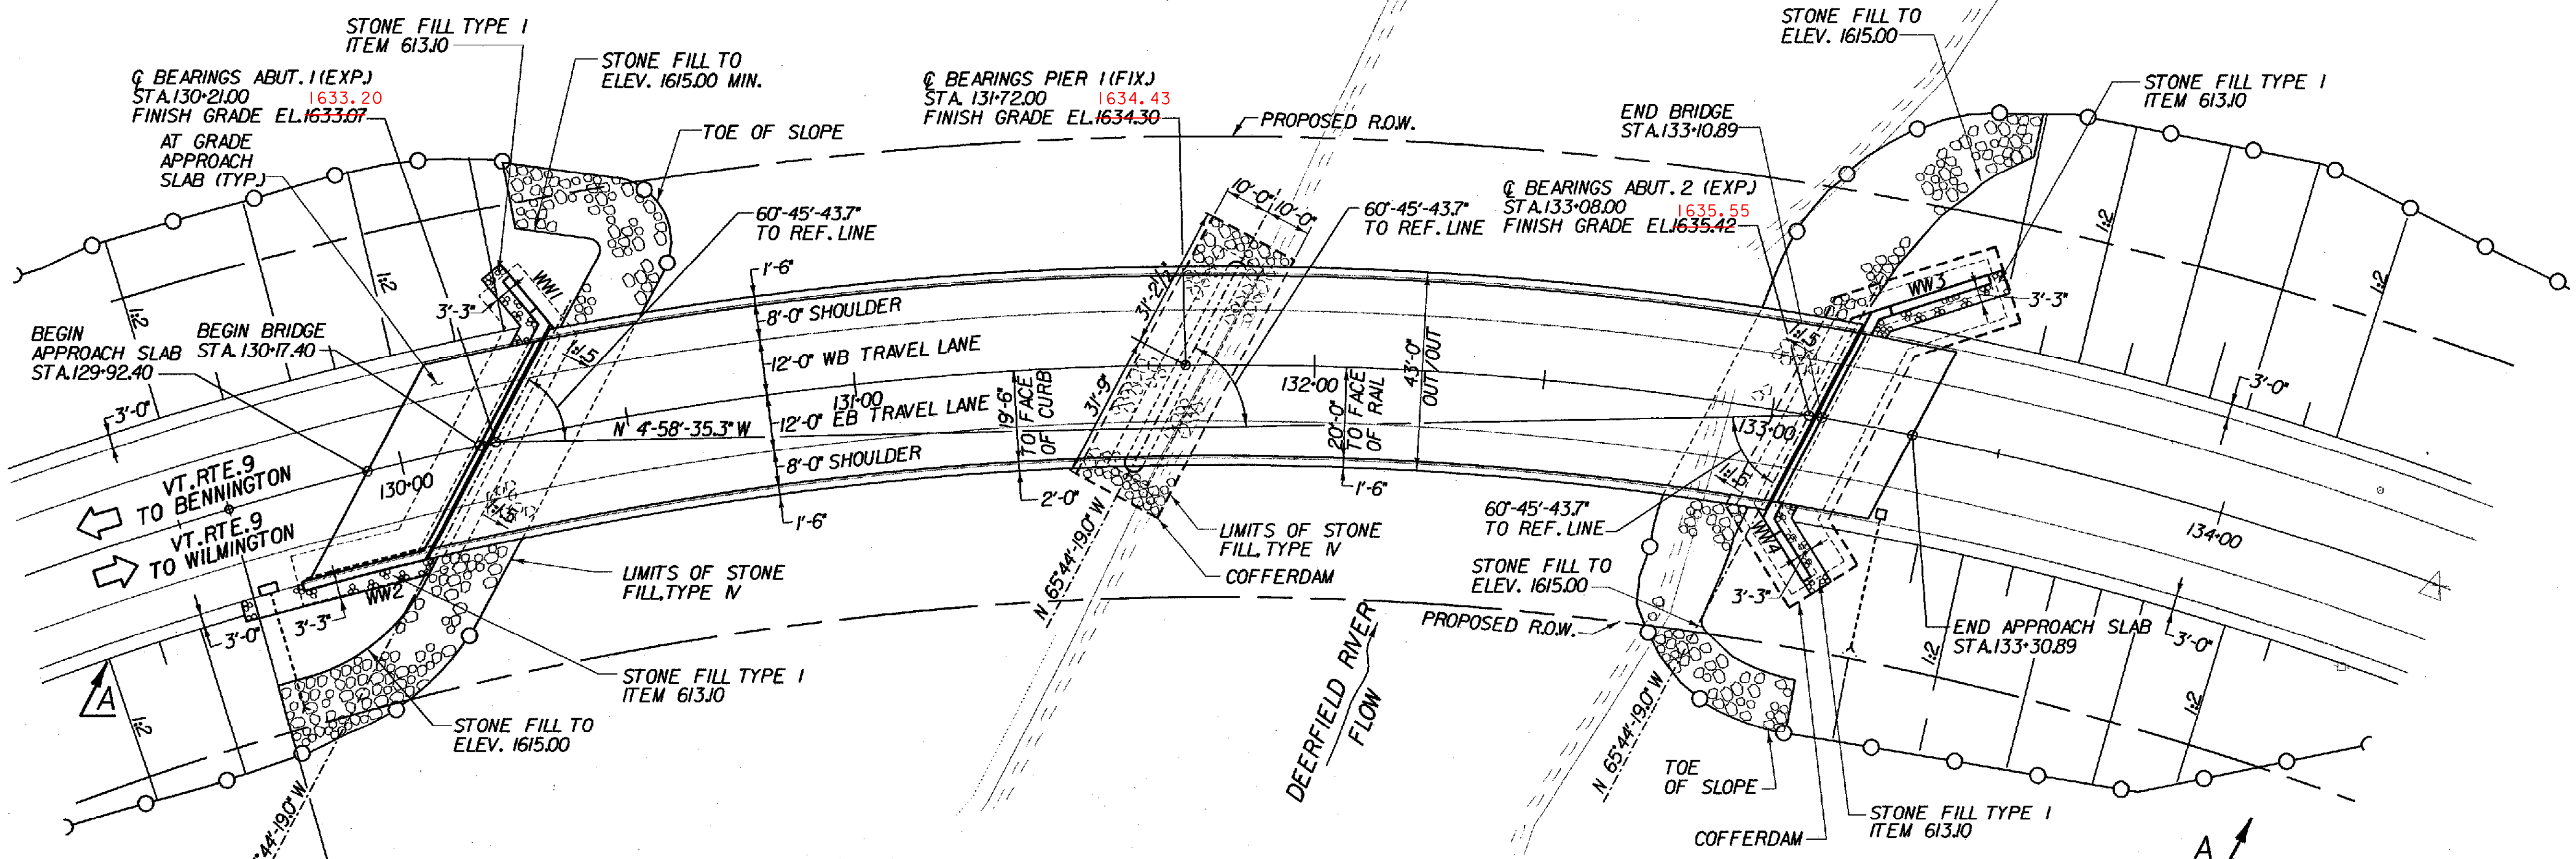 STONE FILL TYPE I
ITEM 613.10
STONE FILL TO
ELEV. 1615.00 MIN.
℄ BEARINGS ABUT. 1 (EXP.)
STA.130+21.00
1633.20
FINISH GRADE EL.1633.07
AT GRADE
APPROACH
SLAB (TYP.)
TOE OF SLOPE
℄ BEARINGS PIER 1 (FIX.)
STA. 131+72.00
1634.43
FINISH GRADE EL.1634.30
PROPOSED R.O.W.
STONE FILL TO
ELEV. 1615.00
STONE FILL TYPE I
ITEM 613.10
END BRIDGE
STA.133+10.89
℄ BEARINGS ABUT. 2 (EXP.)
STA.133+08.00
1635.55
FINISH GRADE EL.1635.42
60°-45'-43.7"
TO REF. LINE
10'-0"
10'-0"
60°-45'-43.7"
TO REF. LINE
1:2
1:2
1:2
1:2
WW1
3'-3"
1'-6"
8'-0" SHOULDER
12'-0" WB TRAVEL LANE
12'-0" EB TRAVEL LANE
8'-0" SHOULDER
1'-6"
31'-2½"
31'-9"
WW3
3'-3"
1:1.5
1:1.5
BEGIN
APPROACH SLAB
STA.129+92.40
BEGIN BRIDGE
STA.130+17.40
3'-0"
3'-0"
130+00
131+00
132+00
133+00
134+00
N 4°-58'-35.3" W
19'-6"
TO FACE
OF CURB
2'-0"
20'-0"
TO FACE
OF RAIL
1'-6"
43'-0"
OUT/OUT
VT.RTE.9
TO BENNINGTON
VT.RTE.9
TO WILMINGTON
1:1.5
1:1.5
WW2
3'-3"
3'-0"
LIMITS OF STONE
FILL, TYPE IV
STONE FILL TYPE I
ITEM 613.10
STONE FILL TO
ELEV. 1615.00
A
1:2
44'-19.0" W
N 65°44'-19.0" W
LIMITS OF STONE
FILL, TYPE IV
COFFERDAM
DEERFIELD RIVER
FLOW
60°-45'-43.7"
TO REF. LINE
STONE FILL TO
ELEV. 1615.00
PROPOSED R.O.W.
WW4
3'-3"
N 65°44'-19.0" W
TOE
OF SLOPE
COFFERDAM
STONE FILL TYPE I
ITEM 613.10
END APPROACH SLAB
STA.133+30.89
3'-0"
1:2
1:2
A